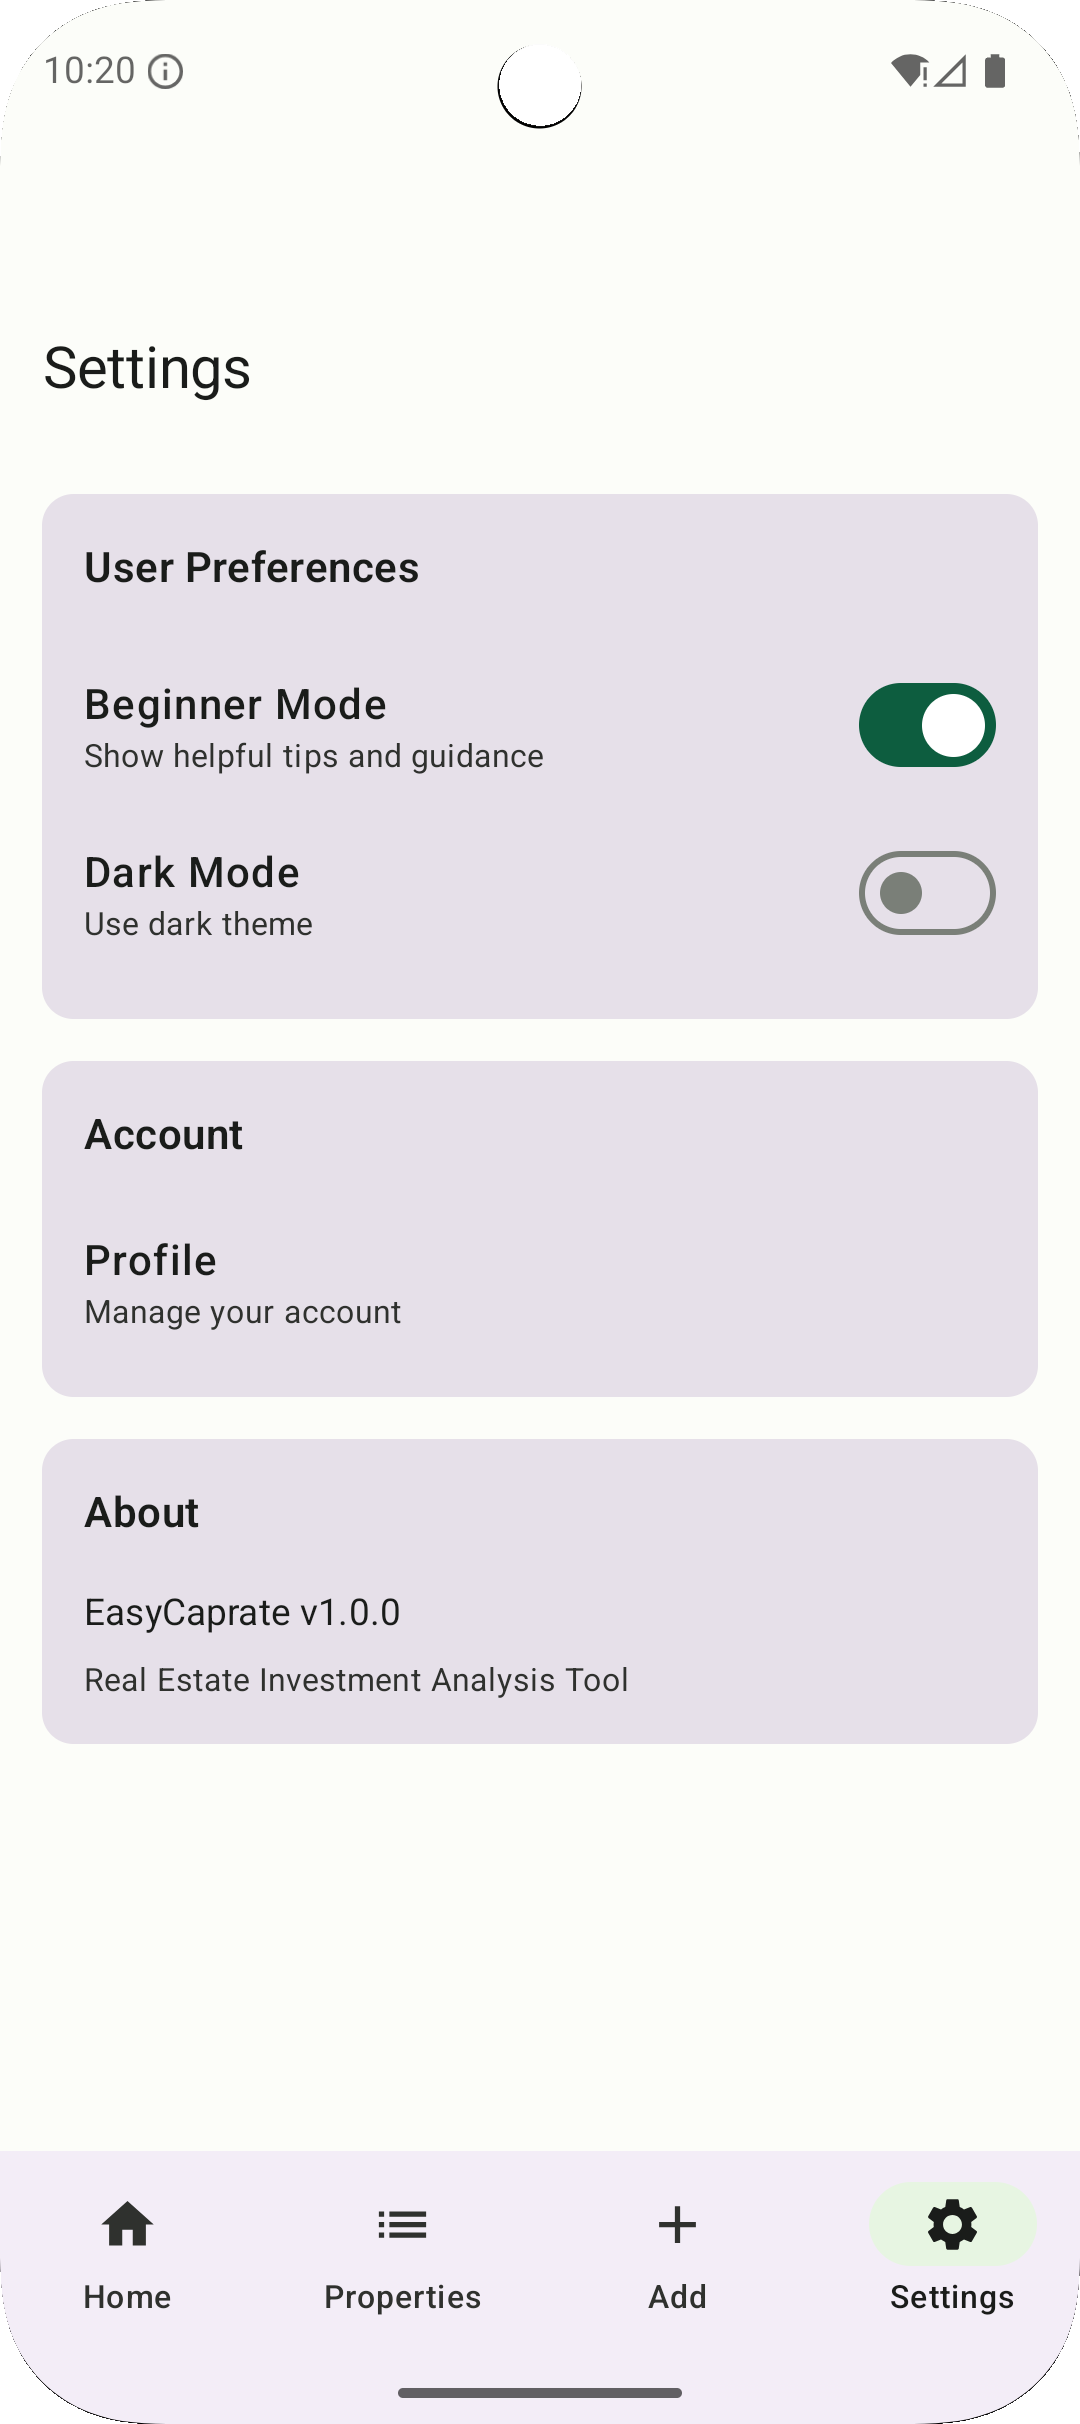 10:20
Settings
User Preferences
Beginner Mode
Show helpful tips and guidance
Dark Mode
Use dark theme
Account
Profile
Manage your account
About
EasyCaprate v1.0.0
Real Estate Investment Analysis Tool
Home
Properties
Add
Settings